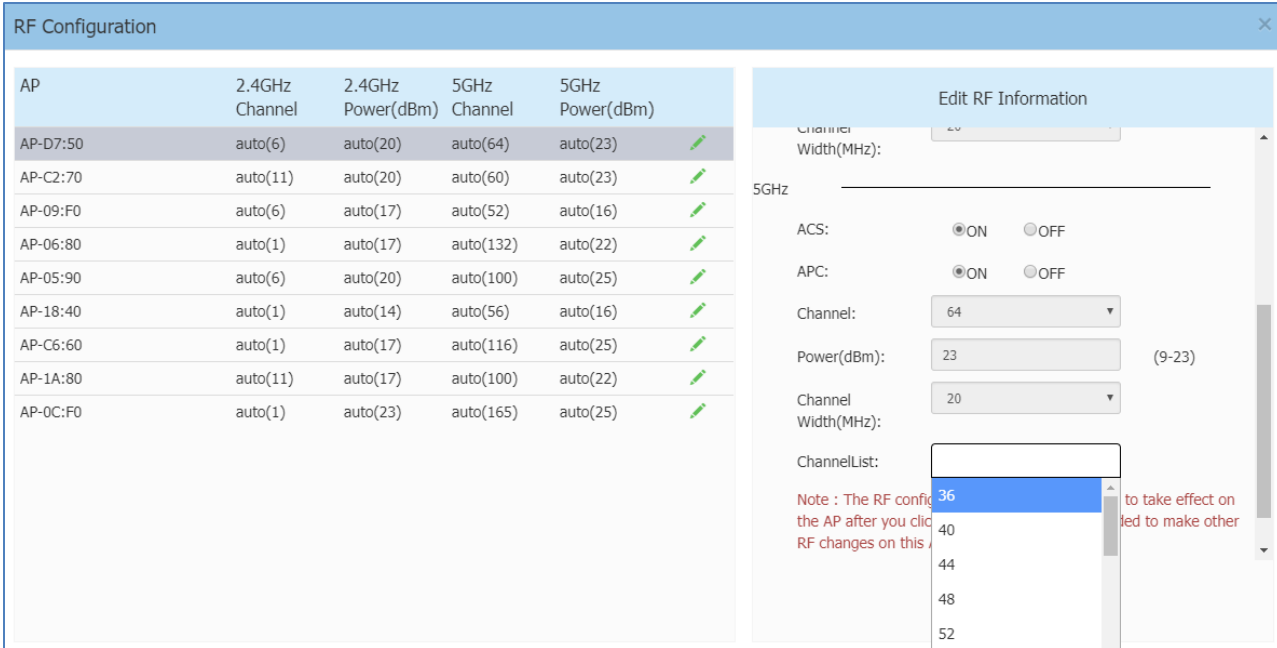 RF Configuration
AP 2.4GHz Channel 2.4GHz Power(dBm) 5GHz Channel 5GHz Power(dBm)
AP-D7:50 auto(6) auto(20) auto(64) auto(23)
AP-C2:70 auto(11) auto(20) auto(60) auto(23)
AP-09:F0 auto(6) auto(17) auto(52) auto(16)
AP-06:80 auto(1) auto(17) auto(132) auto(22)
AP-05:90 auto(6) auto(20) auto(100) auto(25)
AP-18:40 auto(1) auto(14) auto(56) auto(16)
AP-C6:60 auto(1) auto(17) auto(116) auto(25)
AP-1A:80 auto(11) auto(17) auto(100) auto(22)
AP-0C:F0 auto(1) auto(23) auto(165) auto(25)
Edit RF Information
Channel 20
Width(MHz):
5GHz
ACS: ON OFF
APC: ON OFF
Channel: 64
Power(dBm): 23 (9-23)
Channel 20
Width(MHz):
ChannelList:
Note : The RF to take effect on
the AP after you to make other
RF changes on this
36
40
44
48
52